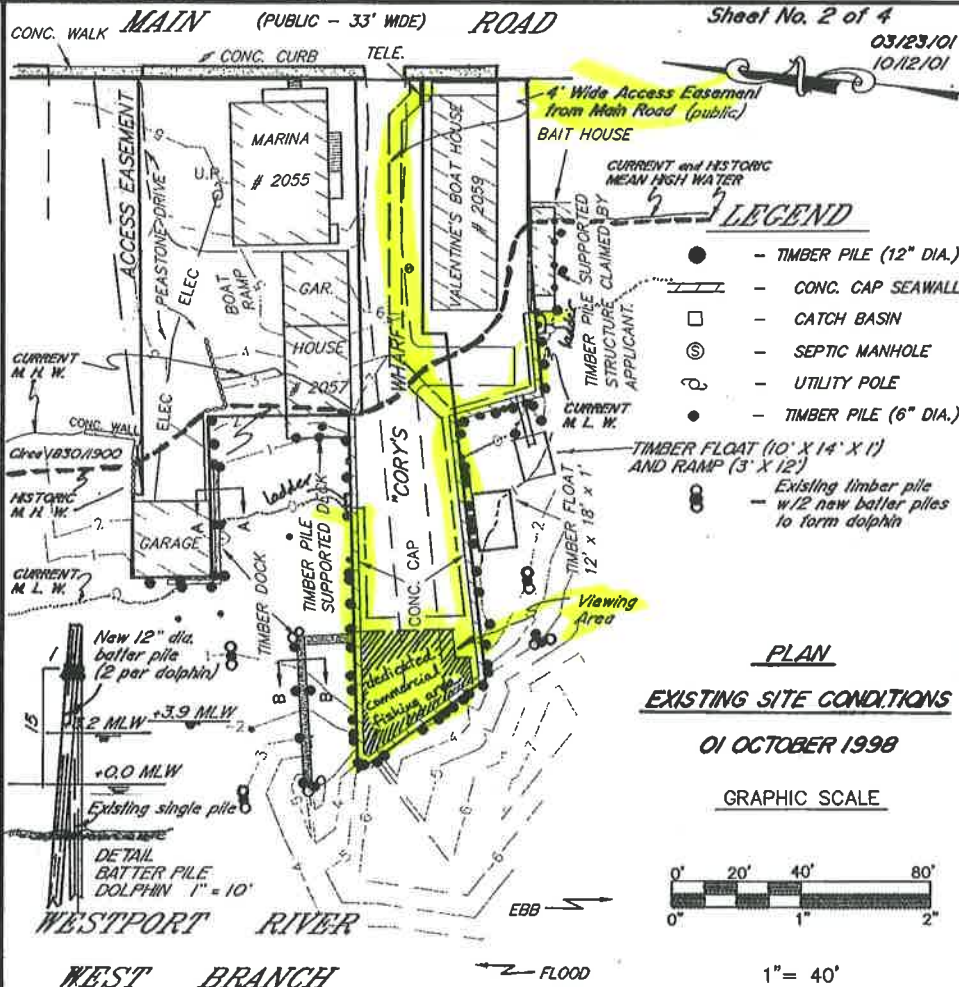 MAIN (PUBLIC - 33' WIDE) ROAD
Sheet No. 2 of 4
03/23/01
10/12/01
CONC. WALK
CONC. CURB
TELE.
4' Wide Access Easement
from Main Road (public)
BAIT HOUSE
CURRENT and HISTORIC
MEAN HIGH WATER
ACCESS EASEMENT
PEASTONE DRIVE
U.P.
ELEC
ELEC
MARINA
# 2055
BOAT
RAMP
GAR.
HOUSE
# 2057
WHARF
"CORY'S
VALENTINE'S BOAT HOUSE
# 2059
TIMBER PILE SUPPORTED
STRUCTURE CLAIMED BY
APPLICANT.
ladder
LEGEND
- TIMBER PILE (12" DIA.)
- CONC. CAP SEAWALL
- CATCH BASIN
S - SEPTIC MANHOLE
- UTILITY POLE
- TIMBER PILE (6" DIA.)
- Existing timber pile
w/2 new batter piles
to form dolphin
CURRENT
M. H. W.
CONC. WALL
Circa 1830/1900
HISTORIC
M. H. W.
CURRENT
M. L. W.
GARAGE
A A
ladder
TIMBER DOCK
TIMBER PILE
SUPPORTED DECK
CONC. CAP
CURRENT
M. L. W.
TIMBER FLOAT (10' X 14' X 1')
AND RAMP (3' X 12')
TIMBER FLOAT
12' x 18' x 1'
Viewing
Area
dedicated
commercial
fishing area
B B
New 12" dia.
batter pile
(2 per dolphin)
1
15
3.2 MLW
+3.9 MLW
+0.0 MLW
Existing single pile
DETAIL
BATTER PILE
DOLPHIN 1" = 10'
WESTPORT RIVER
WEST BRANCH
EBB
FLOOD
PLAN
EXISTING SITE CONDITIONS
01 OCTOBER 1998
GRAPHIC SCALE
0' 20' 40' 80'
0" 1" 2"
1"= 40'